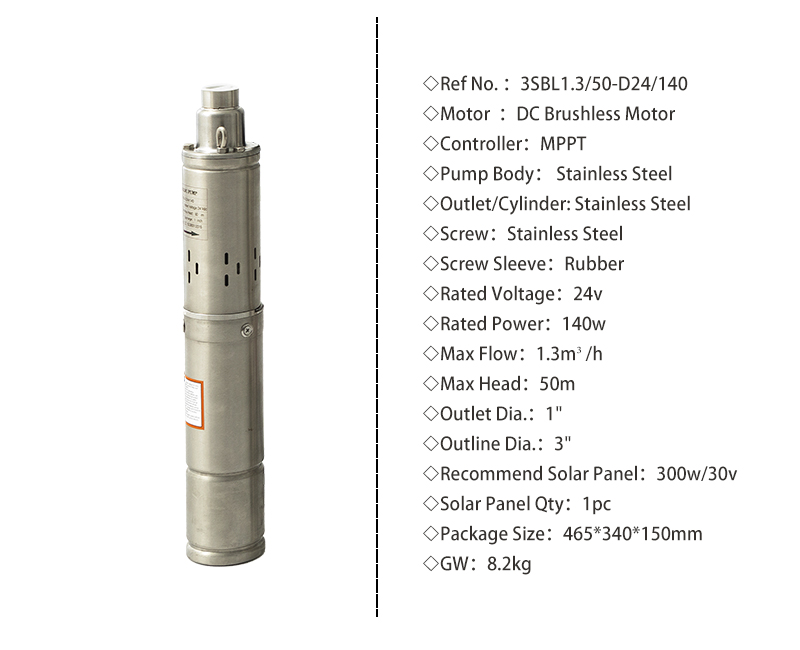 ◇Ref No.： 3SBL1.3/50-D24/140
◇Motor ： DC Brushless Motor
◇Controller：MPPT
◇Pump Body： Stainless Steel
◇Outlet/Cylinder: Stainless Steel
◇Screw：Stainless Steel
◇Screw Sleeve：Rubber
◇Rated Voltage：24v
◇Rated Power：140w
◇Max Flow：1.3m³ /h
◇Max Head：50m
◇Outlet Dia.：1"
◇Outline Dia.：3"
◇Recommend Solar Panel：300w/30v
◇Solar Panel Qty：1pc
◇Package Size：465*340*150mm
◇GW：8.2kg